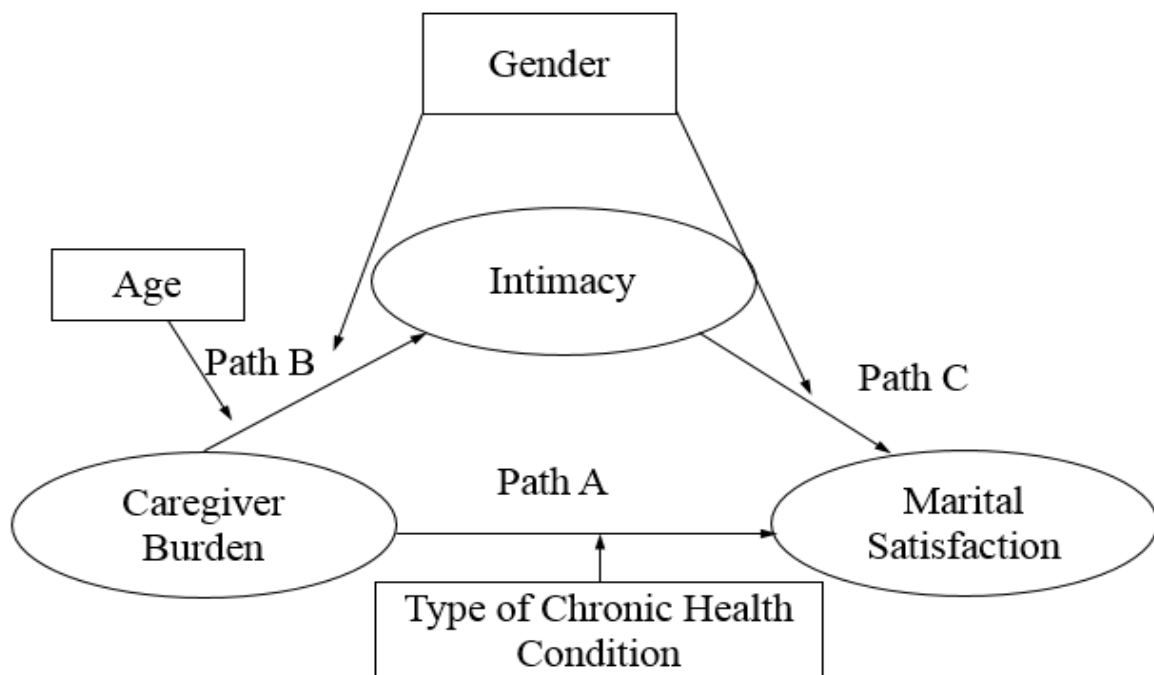 Gender
Intimacy
Age
Path B
Path C
Path A
Caregiver
Burden
Marital
Satisfaction
Type of Chronic Health
Condition